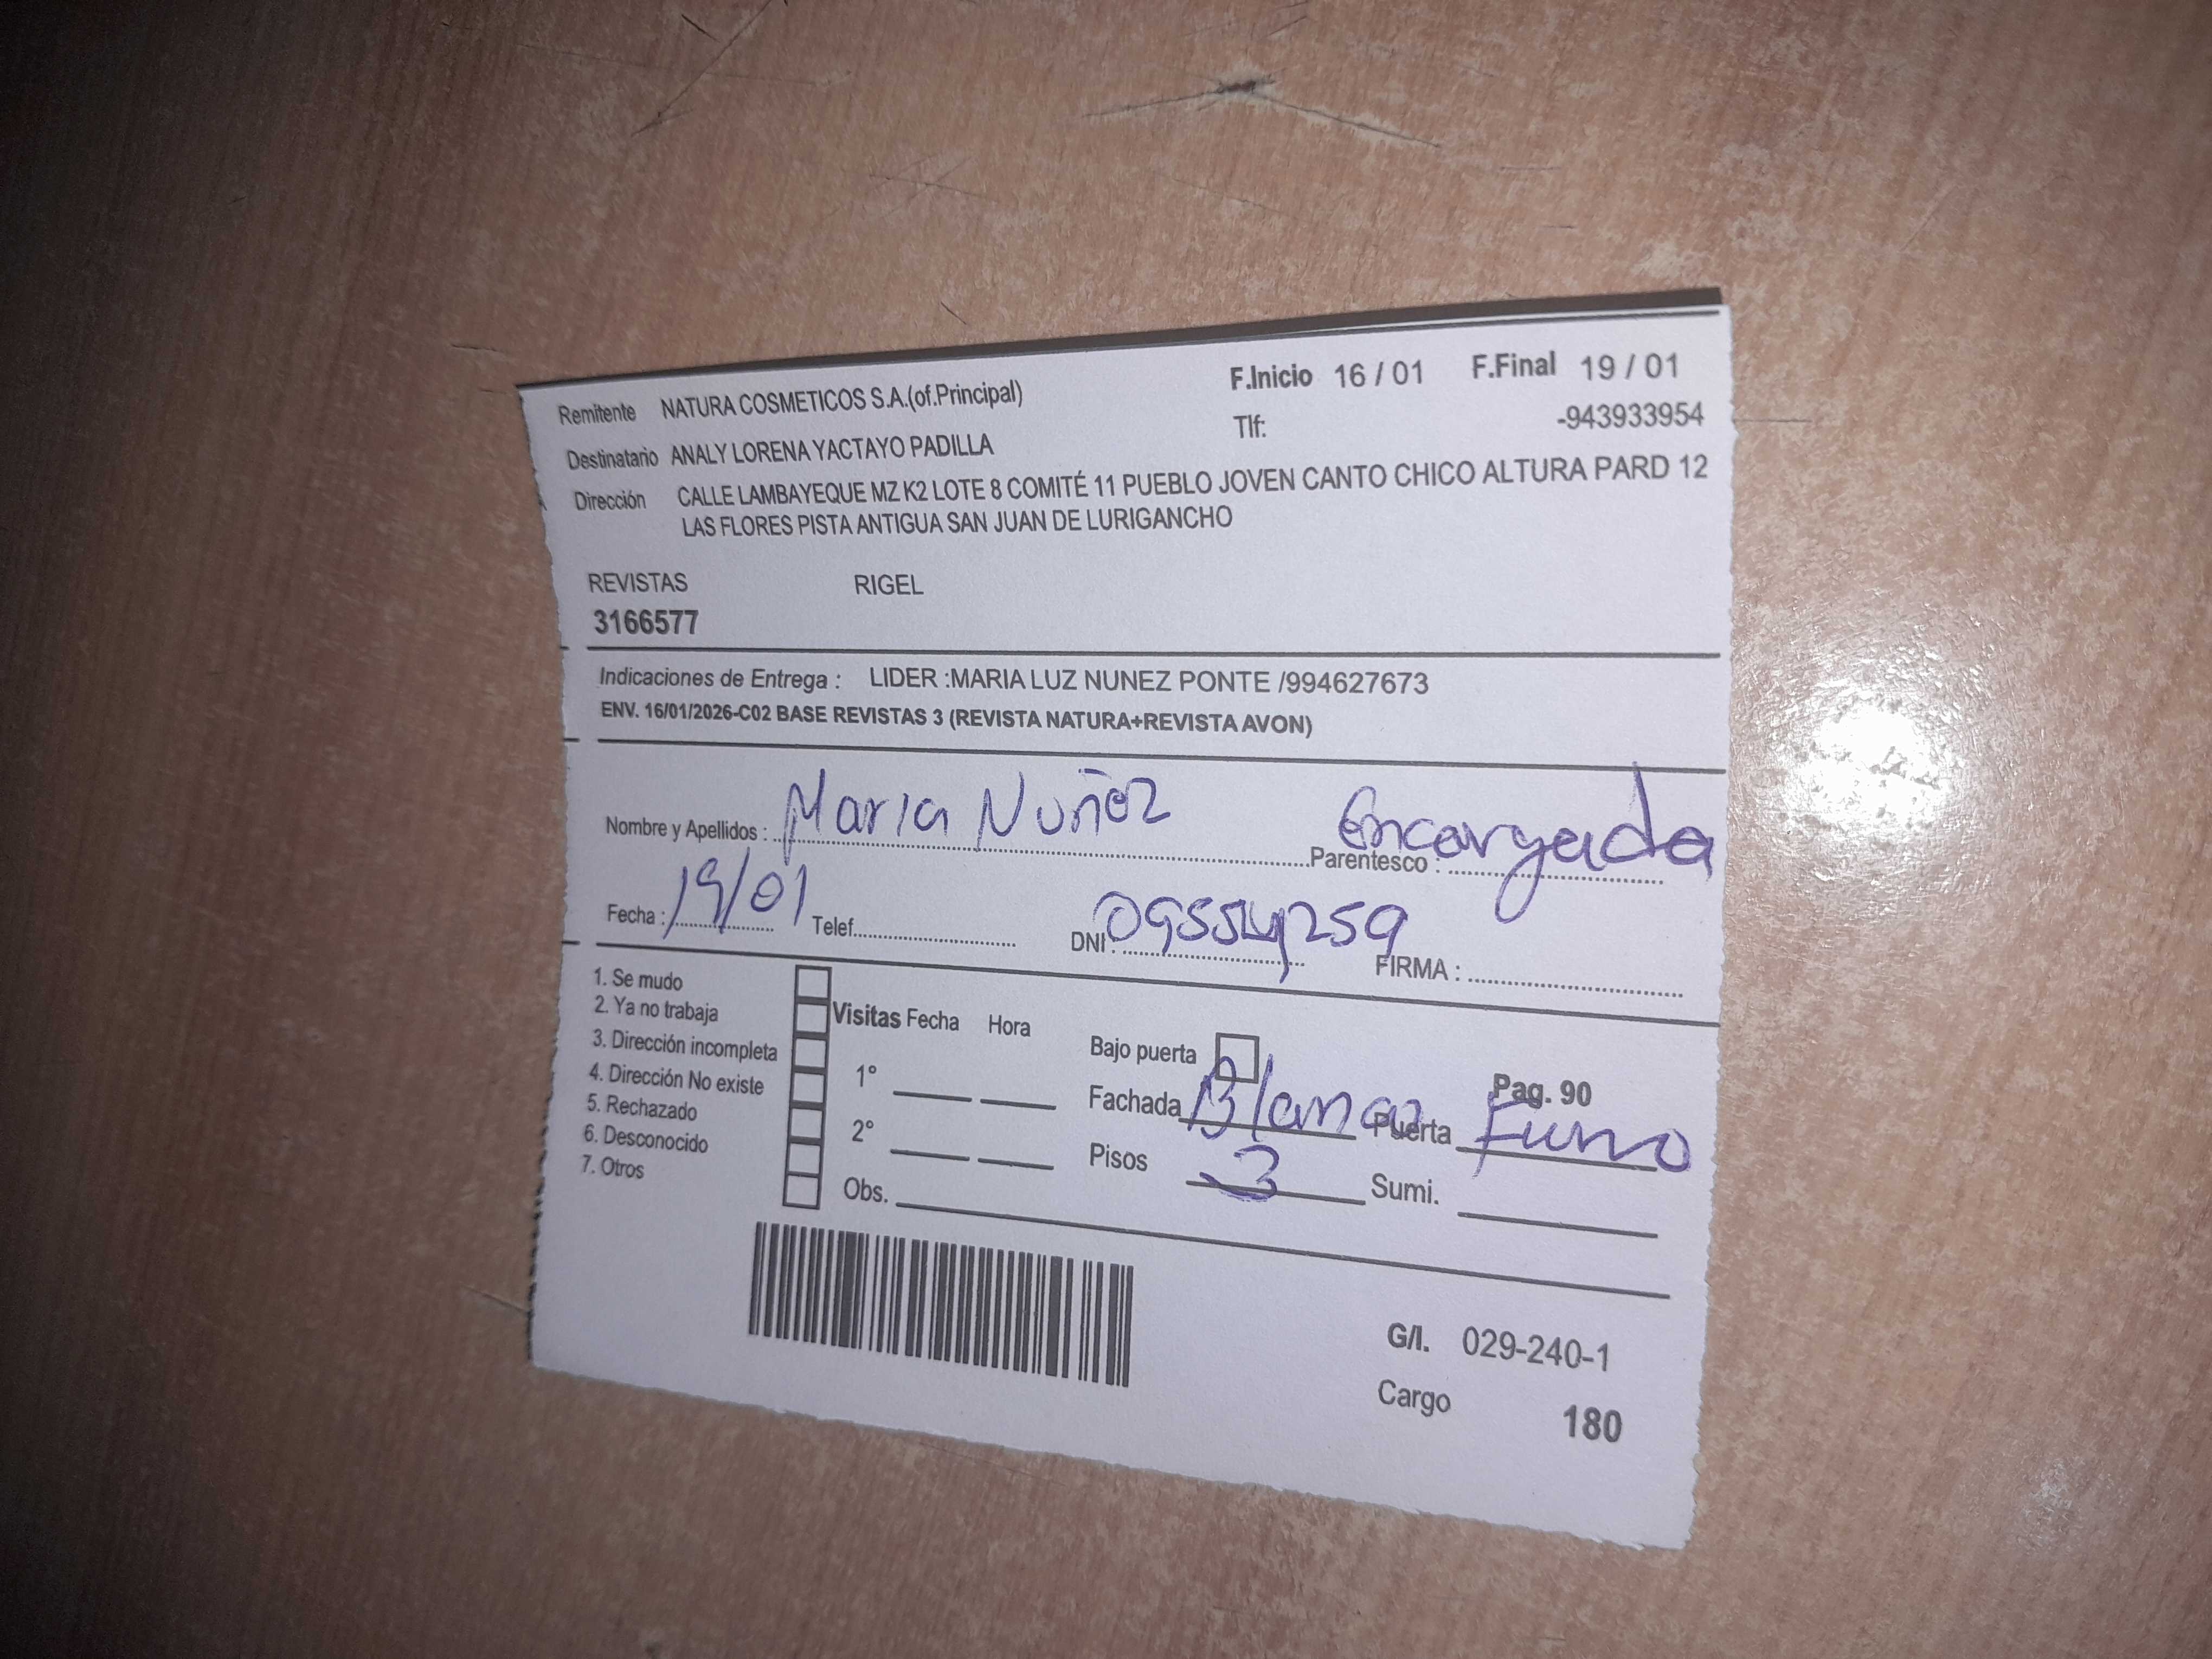 F.Inicio 16 / 01 F.Final 19 / 01
Remitente NATURA COSMETICOS S.A.(of.Principal)
Tlf: -943933954
Destinatario ANALY LORENA YACTAYO PADILLA
Dirección CALLE LAMBAYEQUE MZ K2 LOTE 8 COMITÉ 11 PUEBLO JOVEN CANTO CHICO ALTURA PARD 12
LAS FLORES PISTA ANTIGUA SAN JUAN DE LURIGANCHO
REVISTAS RIGEL
3166577
Indicaciones de Entrega : LIDER :MARIA LUZ NUNEZ PONTE /994627673
ENV. 16/01/2026-C02 BASE REVISTAS 3 (REVISTA NATURA+REVISTA AVON)
Nombre y Apellidos : Maria Nuñez Parentesco : Encargada
Fecha : 19/01 Telef. DNI : 09554259 FIRMA :
1. Se mudo
2. Ya no trabaja
3. Dirección incompleta
4. Dirección No existe
5. Rechazado
6. Desconocido
7. Otros
Visitas Fecha Hora
1°
2°
Obs.
Bajo puerta Pag. 90
Fachada Puerta
Pisos 3 Sumi.
G/I. 029-240-1
Cargo 180